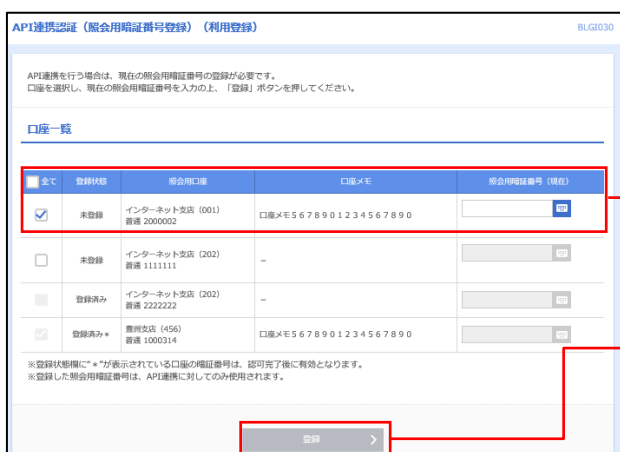 API連携認証（照会用暗証番号登録）（利用登録） BLGI030
API連携を行う場合は、現在の照会用暗証番号の登録が必要です。
口座を選択し、現在の照会用暗証番号を入力の上、「登録」ボタンを押してください。
口座一覧
全て 登録状態 照会用口座 口座メモ 照会用暗証番号（現在）
未登録 インターネット支店（001） 口座メモ５６７８９０１２３４５６７８９０
普通 2000002
未登録 インターネット支店（202） －
普通 1111111
登録済み インターネット支店（202） －
普通 2222222
登録済み＊ 豊洲支店（456） 口座メモ５６７８９０１２３４５６７８９０
普通 1000314
※登録状態欄に"＊"が表示されている口座の暗証番号は、認可完了後に有効となります。
※登録した照会用暗証番号は、API連携に対してのみ使用されます。
登録